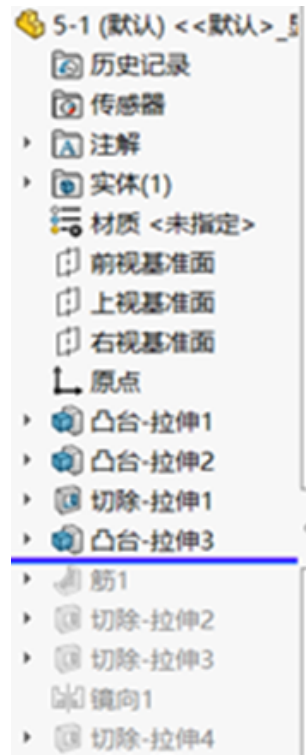 5-1 (默认) <<默认>_
历史记录
传感器
注解
实体(1)
材质 <未指定>
前视基准面
上视基准面
右视基准面
原点
凸台-拉伸1
凸台-拉伸2
切除-拉伸1
凸台-拉伸3
筋1
切除-拉伸2
切除-拉伸3
镜向1
切除-拉伸4